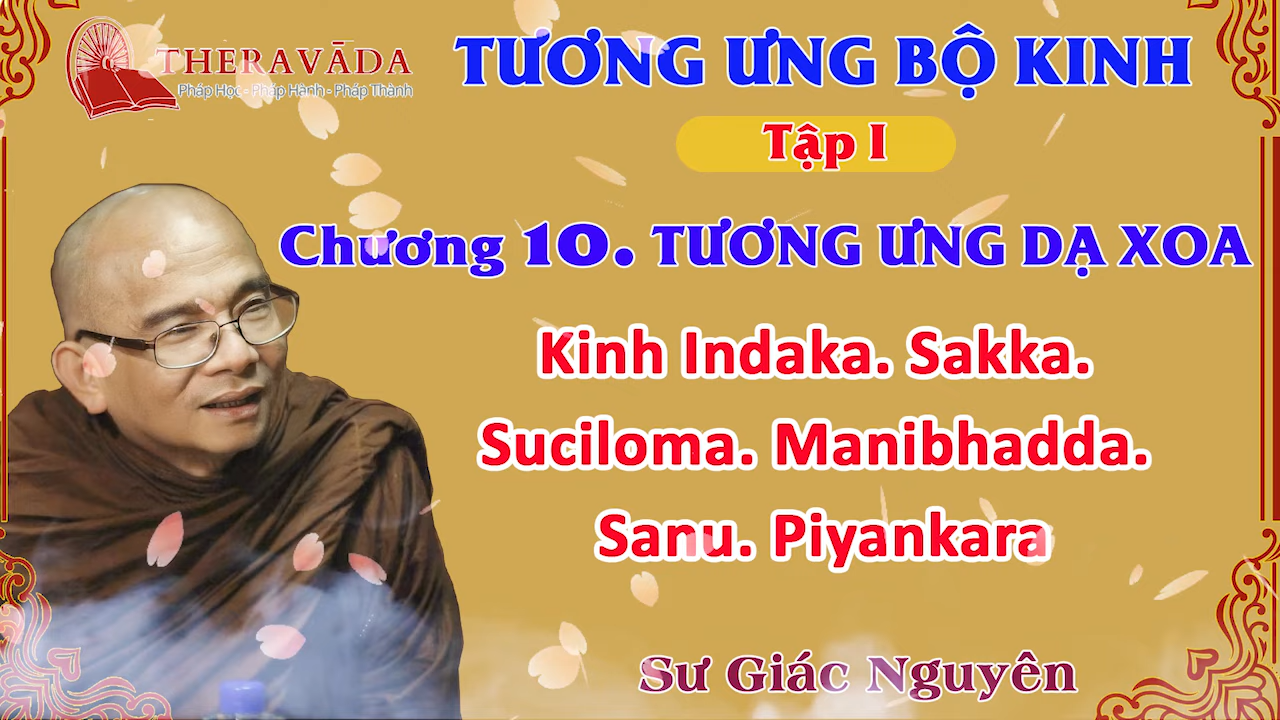 THERAVĀDA
Pháp Học - Pháp Hành - Pháp Thành
TƯƠNG ƯNG BỘ KINH
Tập I
Chương 10. TƯƠNG ƯNG DẠ XOA
Kinh Indaka. Sakka.
Suciloma. Manibhadda.
Sanu. Piyankara
Sư Giác Nguyên